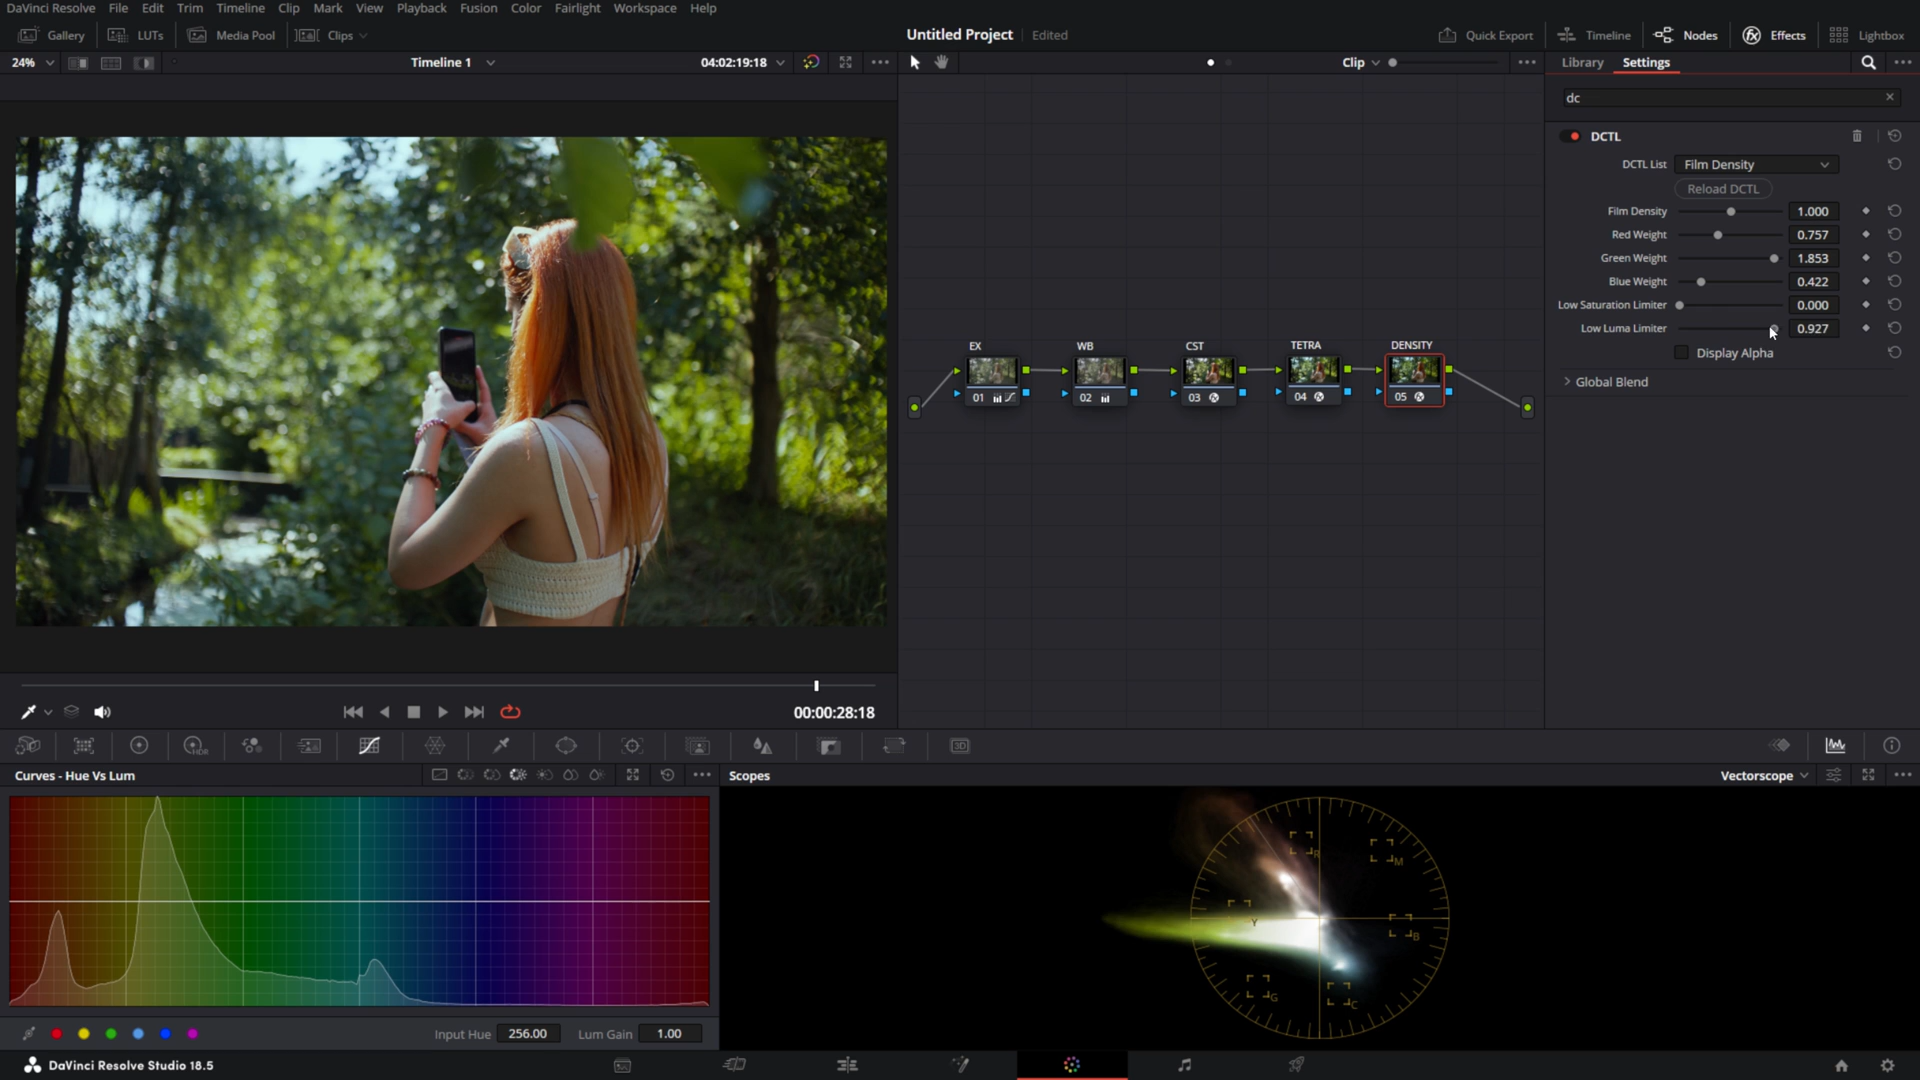 DaVinci Resolve File Edit Trim Timeline Clip Mark View Playback Fusion Color Fairlight Workspace Help
Gallery LUTs Media Pool Clips Untitled Project Edited Quick Export Timeline Nodes Effects Lightbox
24% Timeline 1 04:02:19:18 Clip Library Settings
dc
DCTL
DCTL List Film Density
Reload DCTL
Film Density 1.000
Red Weight 0.757
Green Weight 1.853
Blue Weight 0.422
Low Saturation Limiter 0.000
Low Luma Limiter 0.927
Display Alpha
Global Blend
EX WB CST TETRA DENSITY
01 02 03 04 05
00:00:28:18
HDR 3D
Curves - Hue Vs Lum Scopes Vectorscope
R M
Y B
G C
Input Hue 256.00 Lum Gain 1.00
DaVinci Resolve Studio 18.5